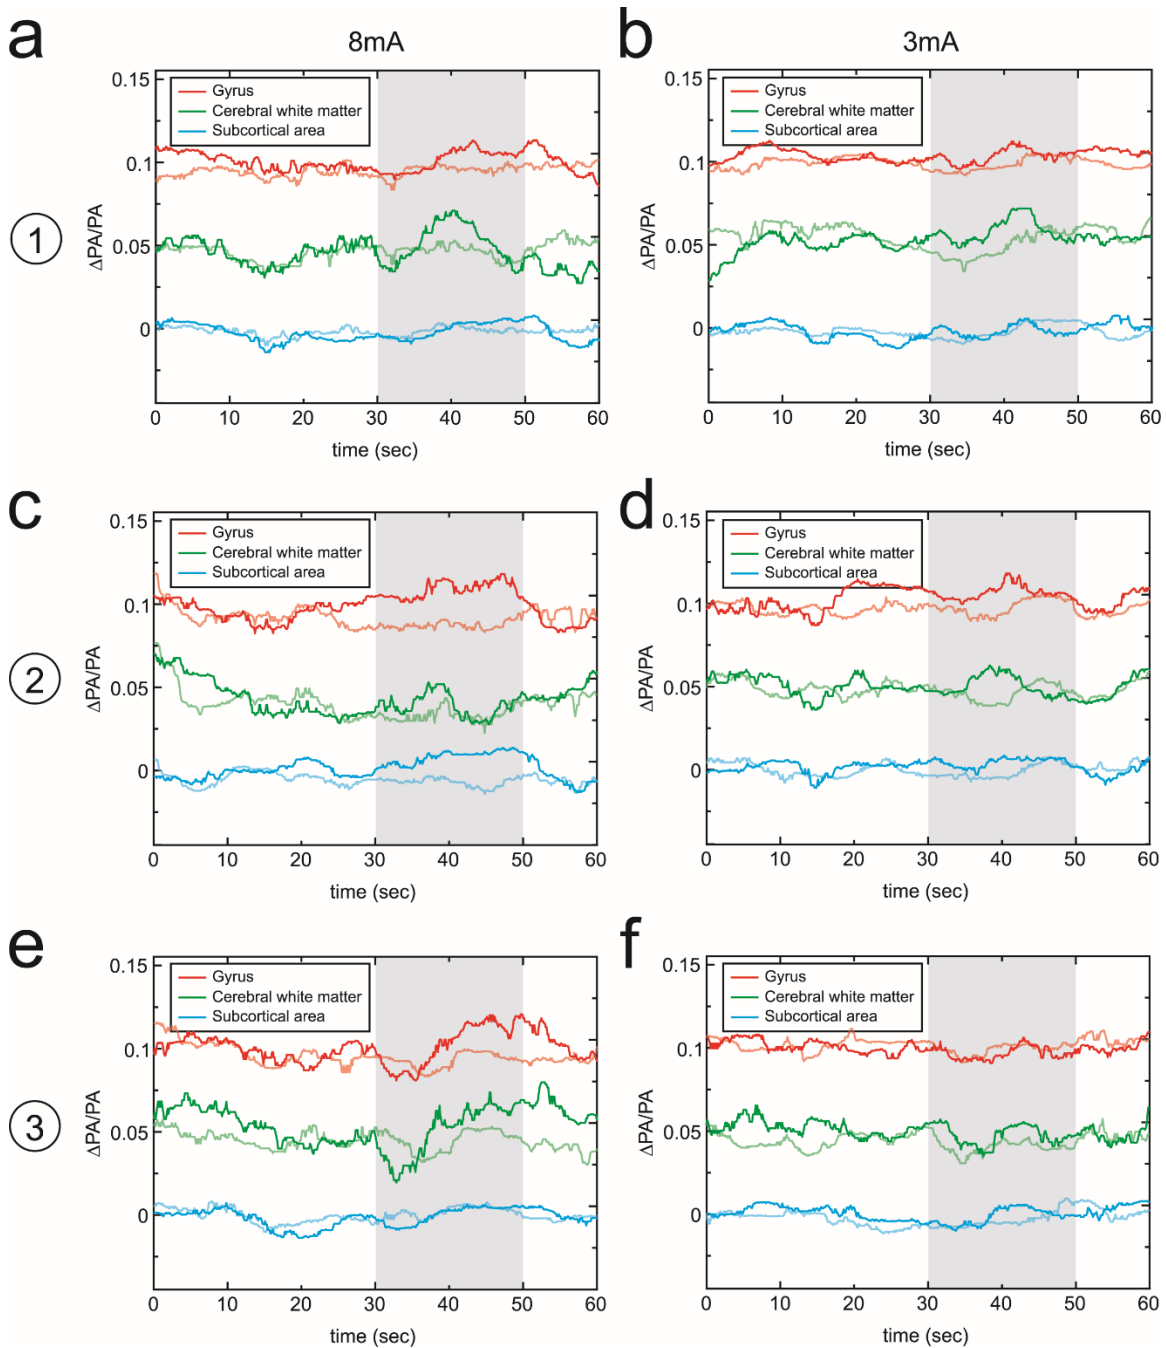 a
8mA
b
3mA
1
0.15
0.1
0.05
0
ΔPA/PA
Gyrus
Cerebral white matter
Subcortical area
0 10 20 30 40 50 60
time (sec)
0.15
0.1
0.05
0
ΔPA/PA
Gyrus
Cerebral white matter
Subcortical area
0 10 20 30 40 50 60
time (sec)
c
d
2
0.15
0.1
0.05
0
ΔPA/PA
Gyrus
Cerebral white matter
Subcortical area
0 10 20 30 40 50 60
time (sec)
0.15
0.1
0.05
0
ΔPA/PA
Gyrus
Cerebral white matter
Subcortical area
0 10 20 30 40 50 60
time (sec)
e
f
3
0.15
0.1
0.05
0
ΔPA/PA
Gyrus
Cerebral white matter
Subcortical area
0 10 20 30 40 50 60
time (sec)
0.15
0.1
0.05
0
ΔPA/PA
Gyrus
Cerebral white matter
Subcortical area
0 10 20 30 40 50 60
time (sec)